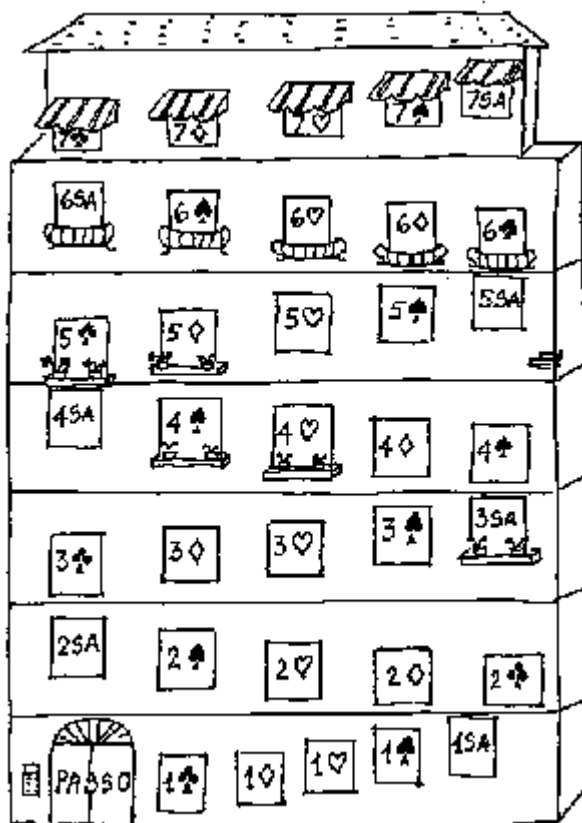 7♣ 7♢ 7♡ 7♠ 7SA
6SA 6♠ 6♡ 6♢ 6♣
5♣ 5♢ 5♡ 5♠ 5SA
4SA 4♠ 4♡ 4♢ 4♣
3♣ 3♢ 3♡ 3♠ 3SA
2SA 2♠ 2♡ 2♢ 2♣
PASSO 1♣ 1♢ 1♡ 1♠ 1SA